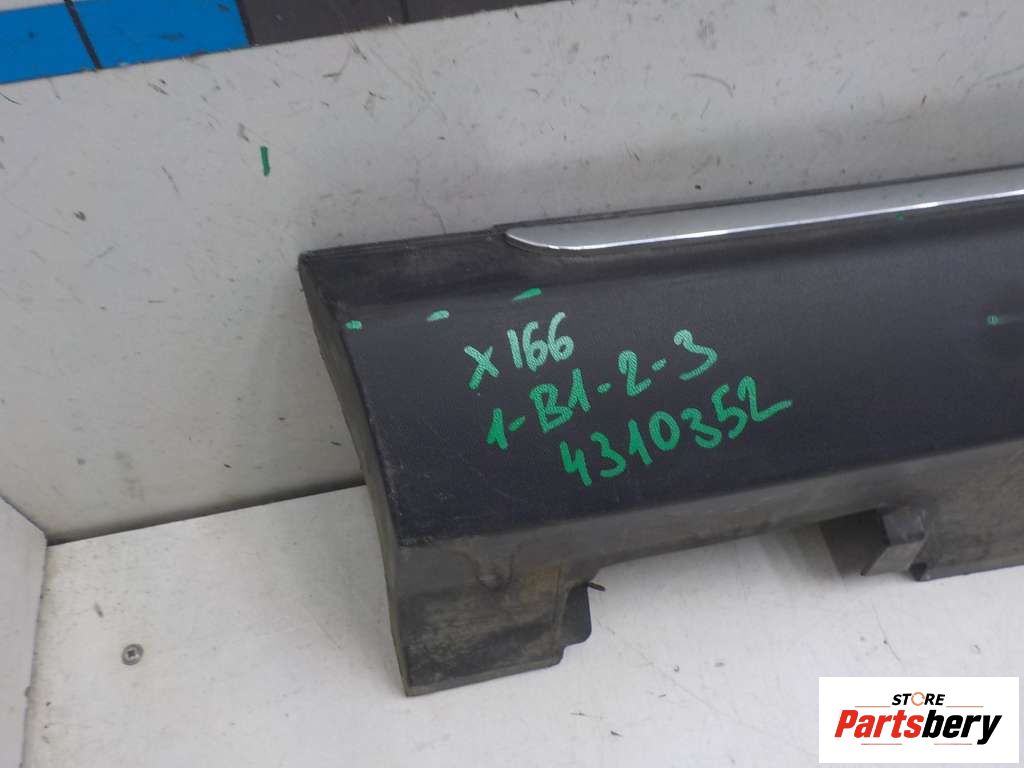 X166
1-B1-2-3
4310352
STORE
Partsbery